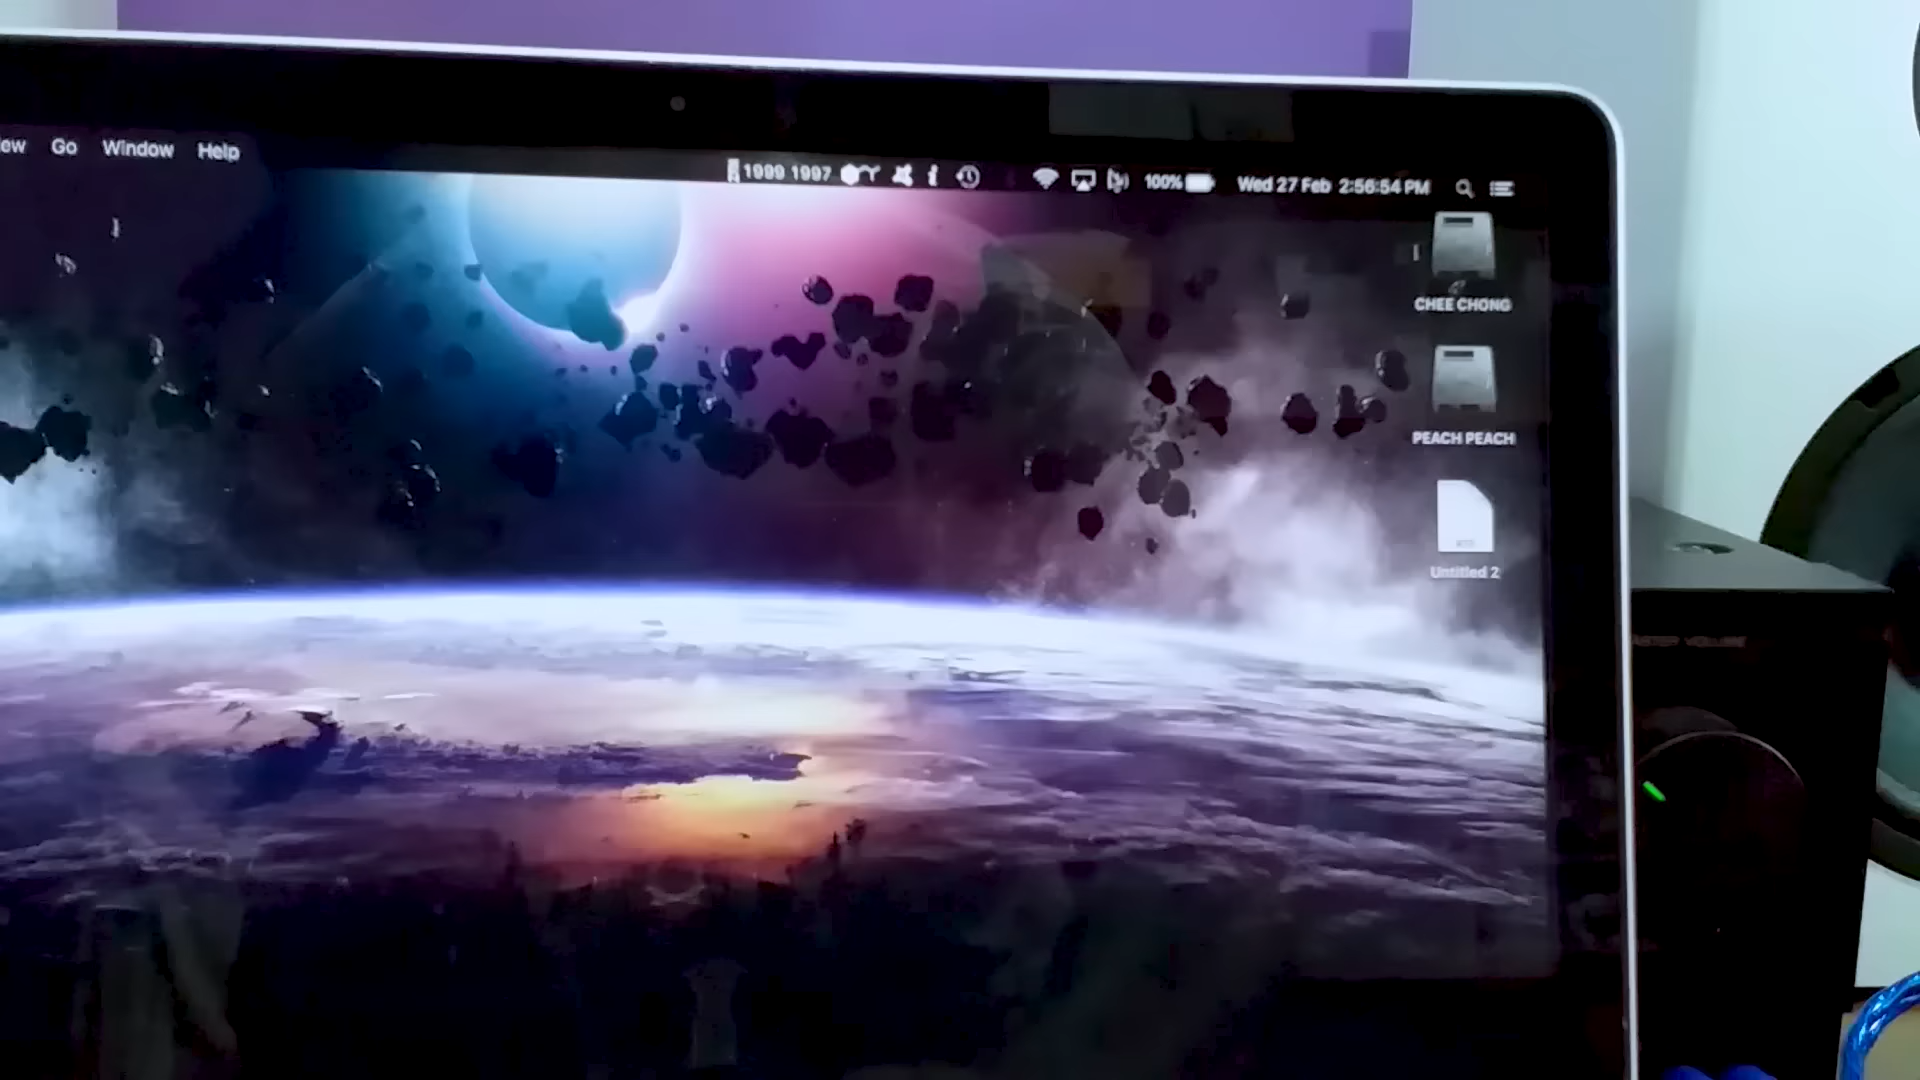 Go Window Help 1999 1997 100% Wed 27 Feb 2:56:54 PM
CHEE CHONG
PEACH PEACH
Untitled 2
VOLUME